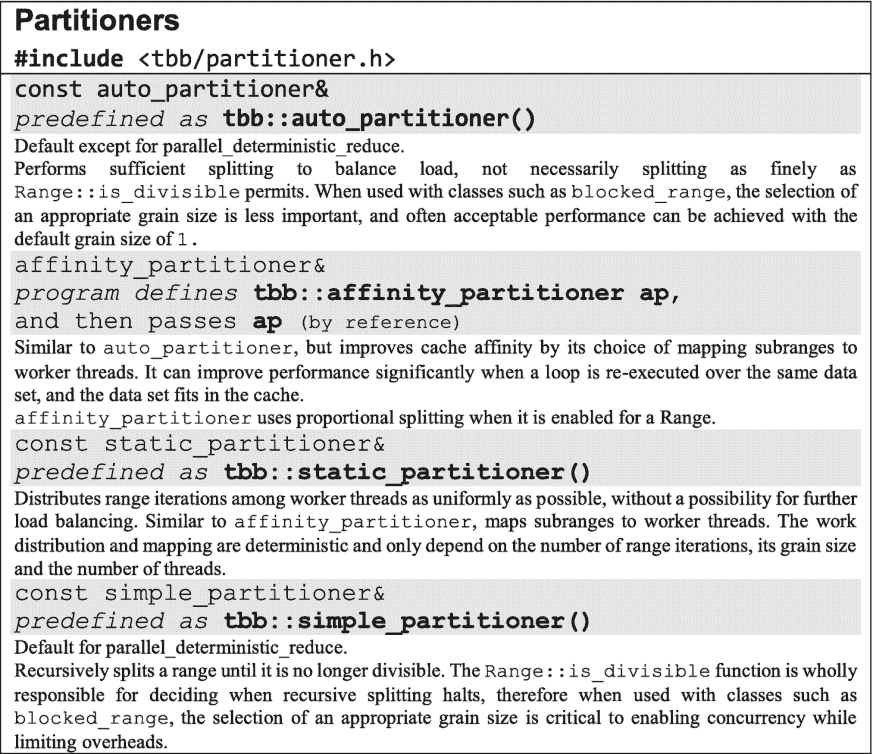 Partitioners
#include <tbb/partitioner.h>
const auto_partitioner&
predefined as tbb::auto_partitioner()
Default except for parallel_deterministic_reduce.
Performs sufficient splitting to balance load, not necessarily splitting as finely as
Range::is_divisible permits. When used with classes such as blocked_range, the selection of
an appropriate grain size is less important, and often acceptable performance can be achieved with the
default grain size of 1.
affinity_partitioner&
program defines tbb::affinity_partitioner ap,
and then passes ap (by reference)
Similar to auto_partitioner, but improves cache affinity by its choice of mapping subranges to
worker threads. It can improve performance significantly when a loop is re-executed over the same data
set, and the data set fits in the cache.
affinity_partitioner uses proportional splitting when it is enabled for a Range.
const static_partitioner&
predefined as tbb::static_partitioner()
Distributes range iterations among worker threads as uniformly as possible, without a possibility for further
load balancing. Similar to affinity_partitioner, maps subranges to worker threads. The work
distribution and mapping are deterministic and only depend on the number of range iterations, its grain size
and the number of threads.
const simple_partitioner&
predefined as tbb::simple_partitioner()
Default for parallel_deterministic_reduce.
Recursively splits a range until it is no longer divisible. The Range::is_divisible function is wholly
responsible for deciding when recursive splitting halts, therefore when used with classes such as
blocked_range, the selection of an appropriate grain size is critical to enabling concurrency while
limiting overheads.